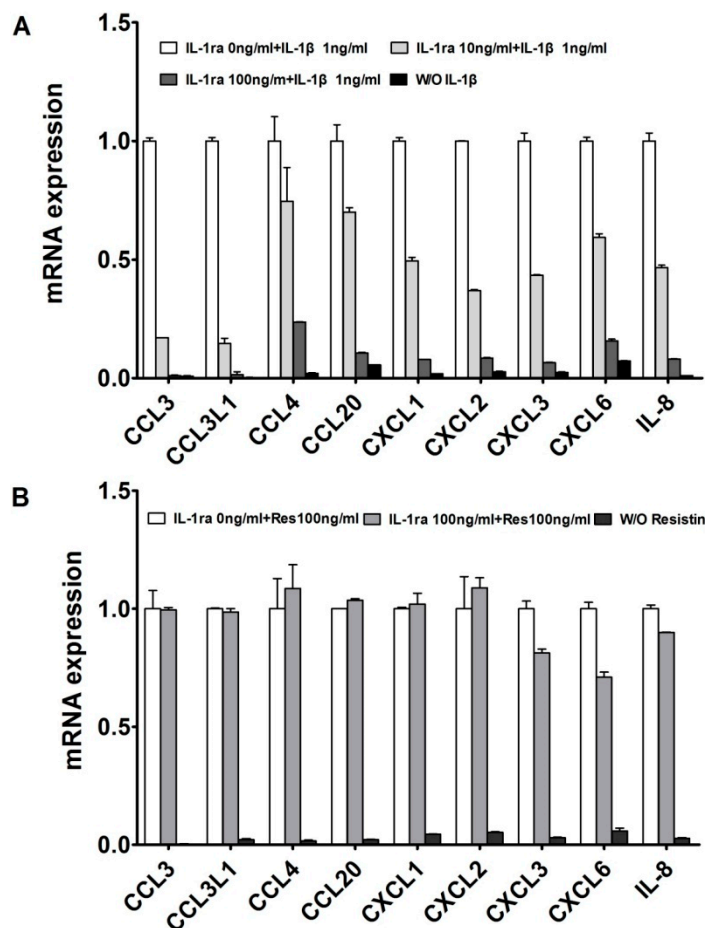 A
1.5
IL-1ra 0ng/ml+IL-1β 1ng/ml
IL-1ra 10ng/ml+IL-1β 1ng/ml
IL-1ra 100ng/m+IL-1β 1ng/ml
W/O IL-1β
1.0
0.5
0.0
mRNA expression
CCL3
CCL3L1
CCL4
CCL20
CXCL1
CXCL2
CXCL3
CXCL6
IL-8
B
1.5
IL-1ra 0ng/ml+Res100ng/ml
IL-1ra 100ng/ml+Res100ng/ml
W/O Resistin
1.0
0.5
0.0
mRNA expression
CCL3
CCL3L1
CCL4
CCL20
CXCL1
CXCL2
CXCL3
CXCL6
IL-8